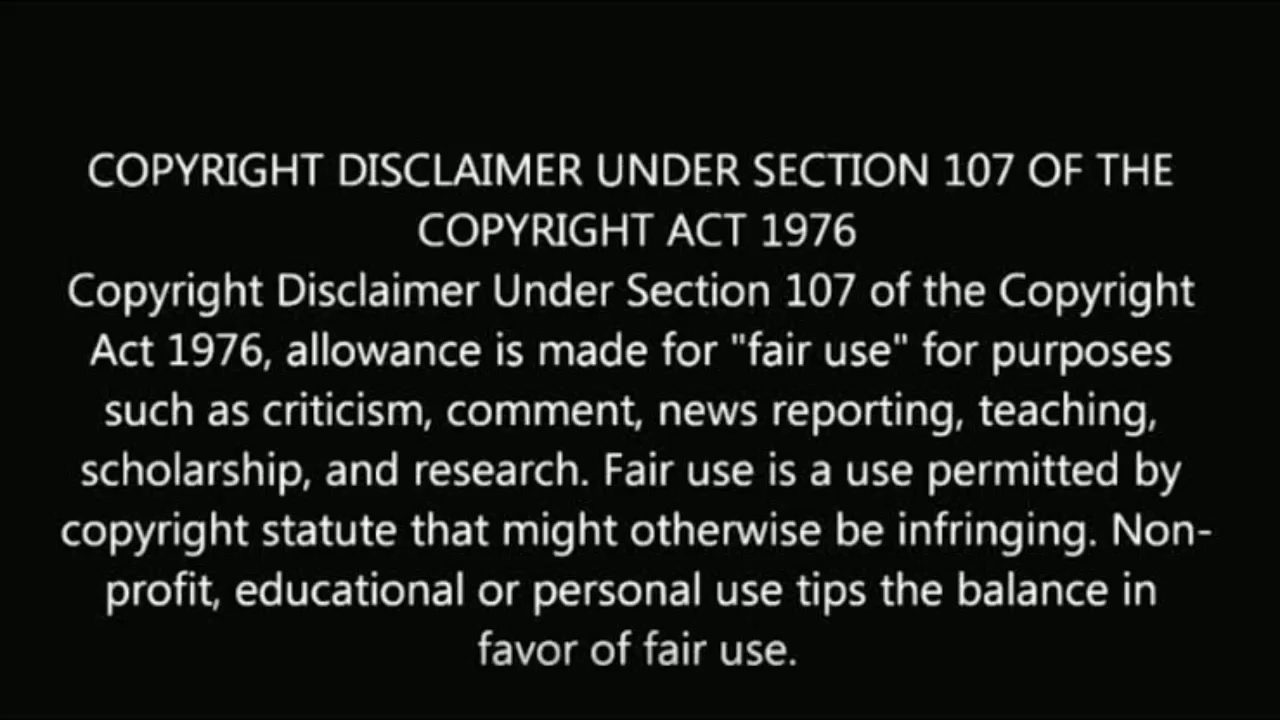 COPYRIGHT DISCLAIMER UNDER SECTION 107 OF THE
COPYRIGHT ACT 1976
Copyright Disclaimer Under Section 107 of the Copyright
Act 1976, allowance is made for "fair use" for purposes
such as criticism, comment, news reporting, teaching,
scholarship, and research. Fair use is a use permitted by
copyright statute that might otherwise be infringing. Non-
profit, educational or personal use tips the balance in
favor of fair use.